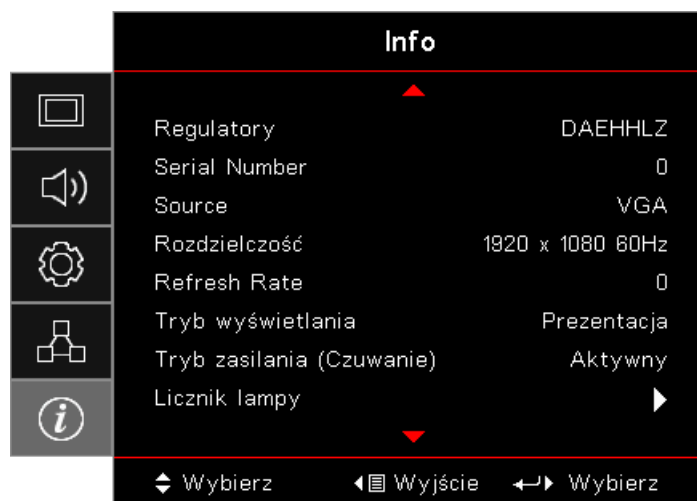 Info
Regulatory DAEHHLZ
Serial Number 0
Source VGA
Rozdzielczość 1920 x 1080 60Hz
Refresh Rate 0
Tryb wyświetlania Prezentacja
Tryb zasilania (Czuwanie) Aktywny
Licznik lampy
Wybierz Wyjście Wybierz